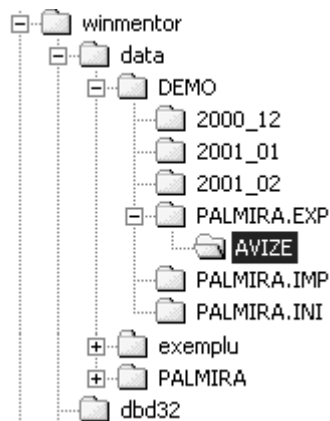 winmentor
data
DEMO
2000_12
2001_01
2001_02
PALMIRA.EXP
AVIZE
PALMIRA.IMP
PALMIRA.INI
exemplu
PALMIRA
dbd32